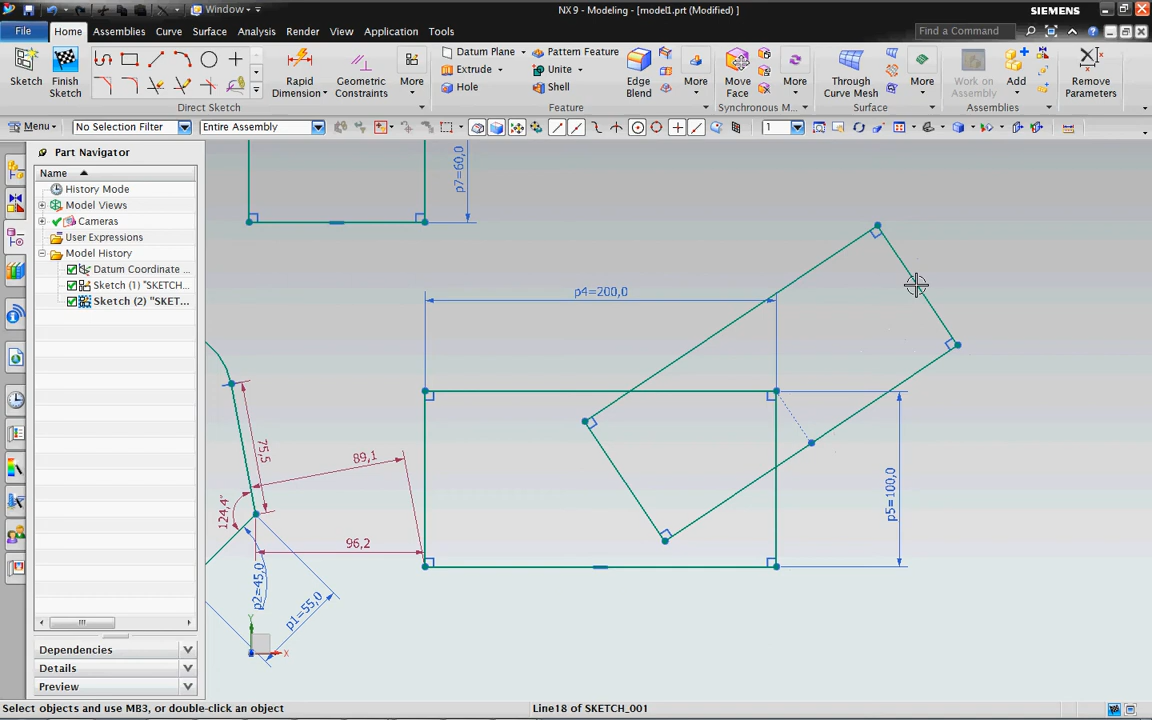 Window
NX 9 - Modeling - [model1.prt (Modified) ]
SIEMENS
File
Home
Assemblies
Curve
Surface
Analysis
Render
View
Application
Tools
Find a Command
Sketch
Finish Sketch
Rapid Dimension
Geometric Constraints
More
Datum Plane
Extrude
Hole
Pattern Feature
Unite
Shell
Edge Blend
More
Move Face
More
Through Curve Mesh
More
Work on Assembly
Add
Remove Parameters
Direct Sketch
Feature
Synchronous M...
Surface
Assemblies
Menu
No Selection Filter
Entire Assembly
1
Part Navigator
Name
History Mode
Model Views
Cameras
User Expressions
Model History
Datum Coordinate ...
Sketch (1) "SKETCH...
Sketch (2) "SKET...
Dependencies
Details
Preview
p7=60,0
p4=200,0
p5=100,0
75,5
89,1
124,4°
96,2
p2=45,0
p1=55,0
Y
X
Select objects and use MB3, or double-click an object
Line18 of SKETCH_001